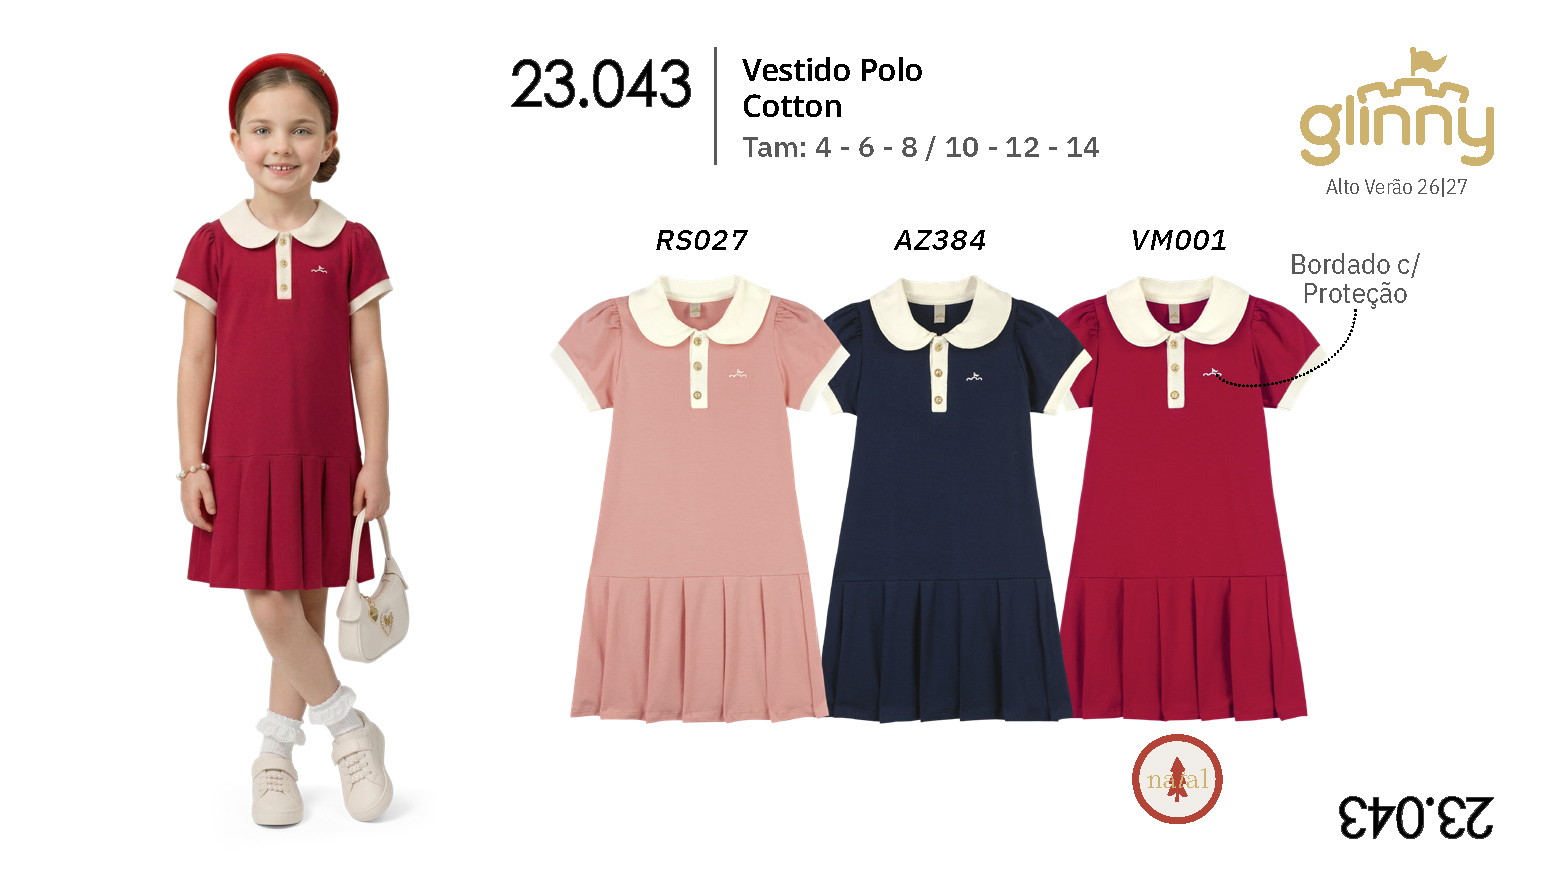 23.043
Vestido Polo
Cotton
Tam: 4 - 6 - 8 / 10 - 12 - 14
glinny
Alto Verão 26|27
RS027
AZ384
VM001
Bordado c/
Proteção
natal
23.043